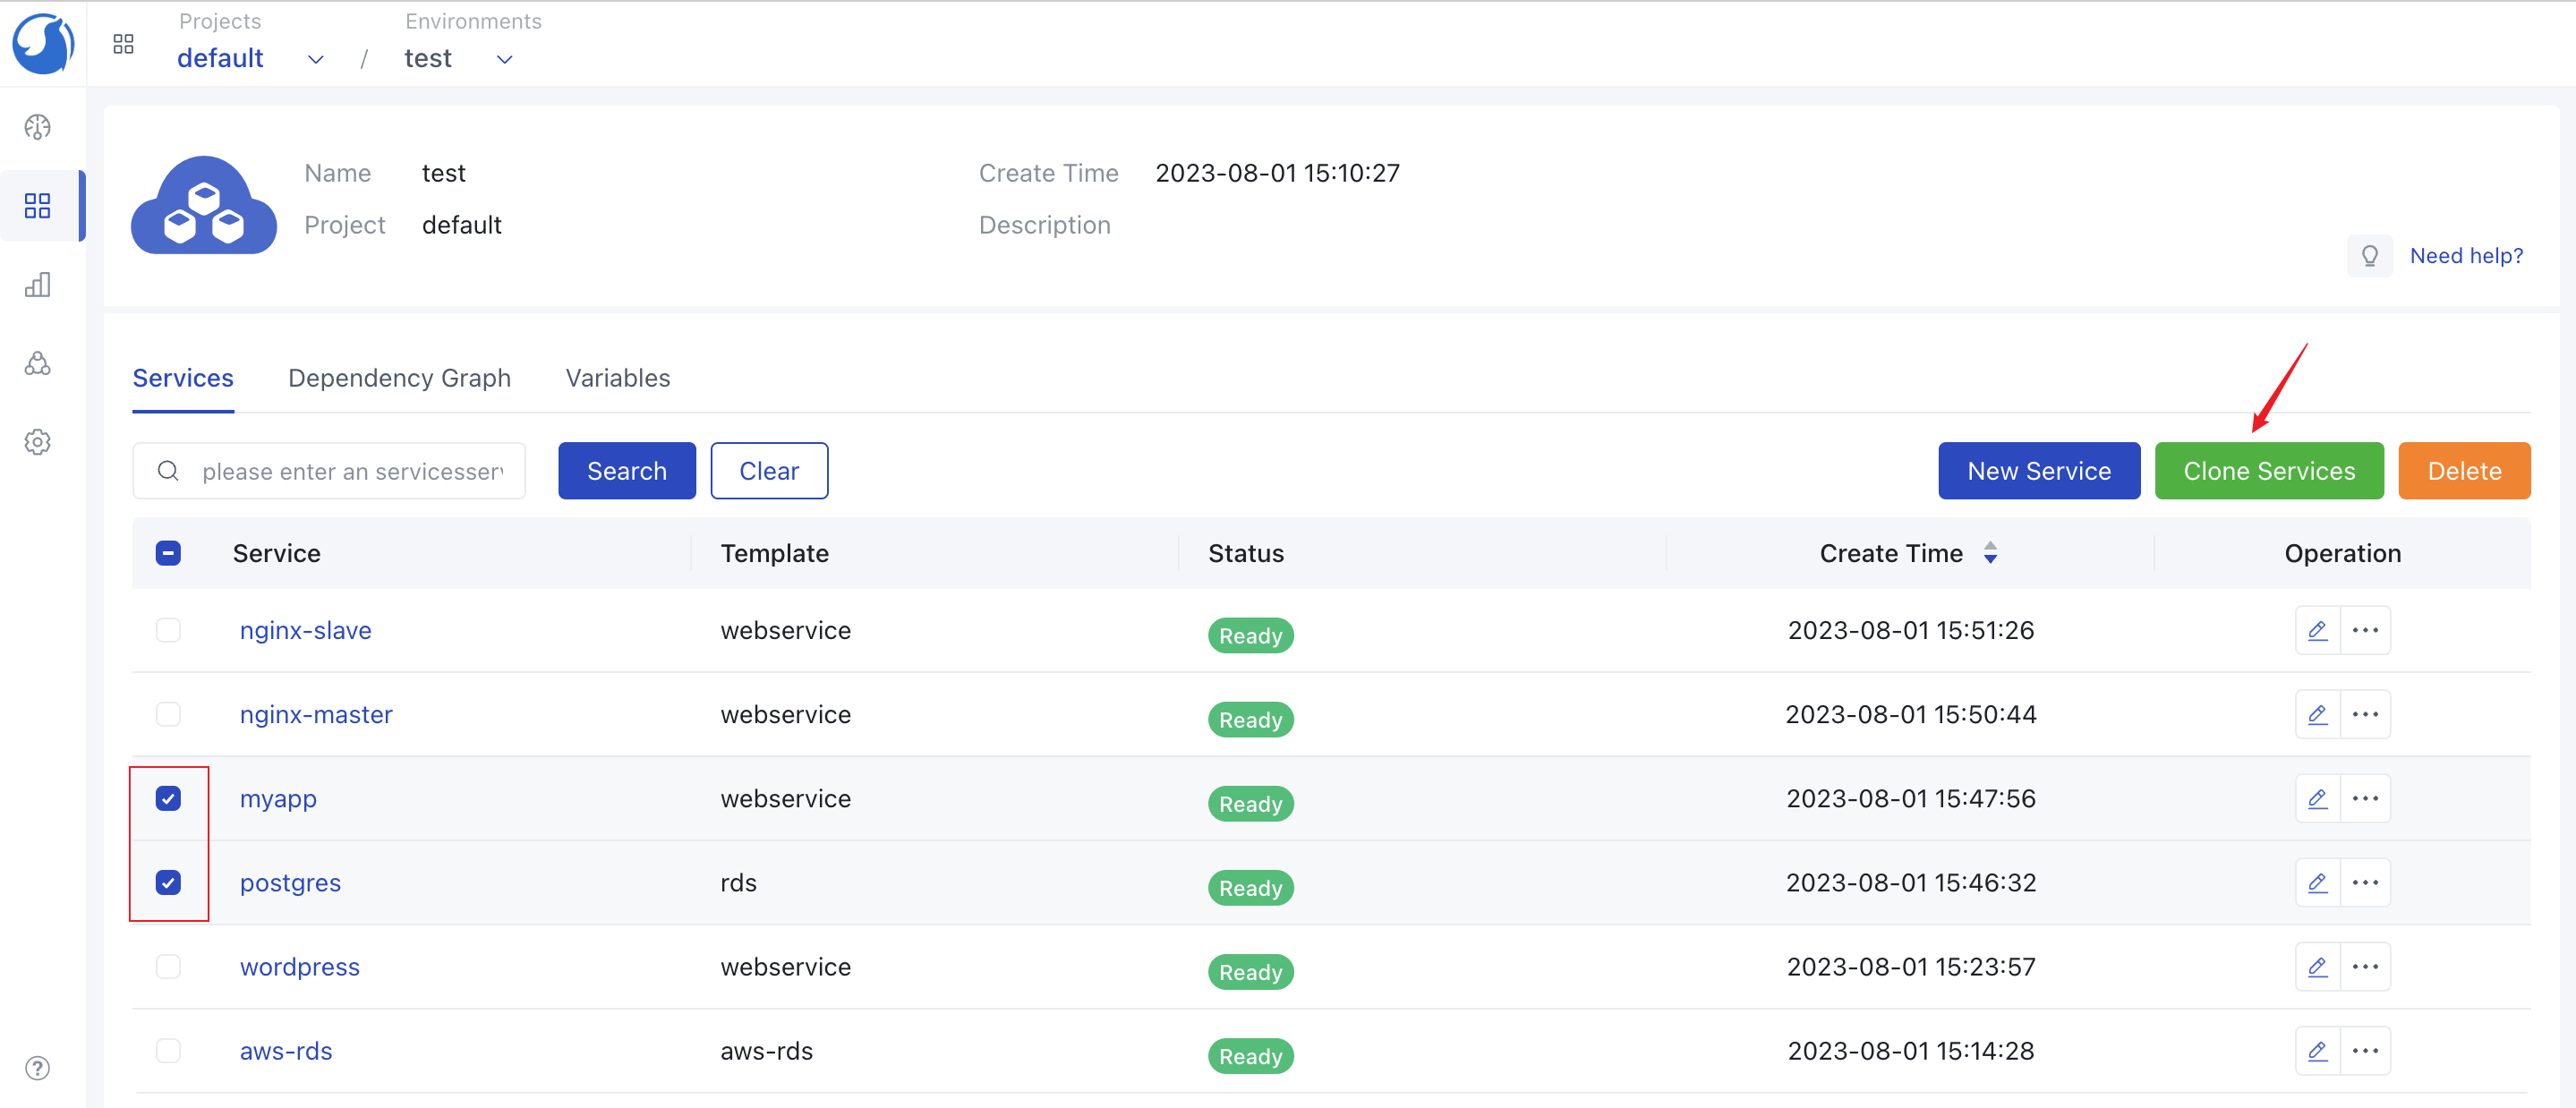 Projects
Environments
default / test
Name test
Create Time 2023-08-01 15:10:27
Project default
Description
Need help?
Services Dependency Graph Variables
please enter an servicesser
Search Clear New Service Clone Services Delete
Service Template Status Create Time Operation
nginx-slave webservice Ready 2023-08-01 15:51:26
nginx-master webservice Ready 2023-08-01 15:50:44
myapp webservice Ready 2023-08-01 15:47:56
postgres rds Ready 2023-08-01 15:46:32
wordpress webservice Ready 2023-08-01 15:23:57
aws-rds aws-rds Ready 2023-08-01 15:14:28